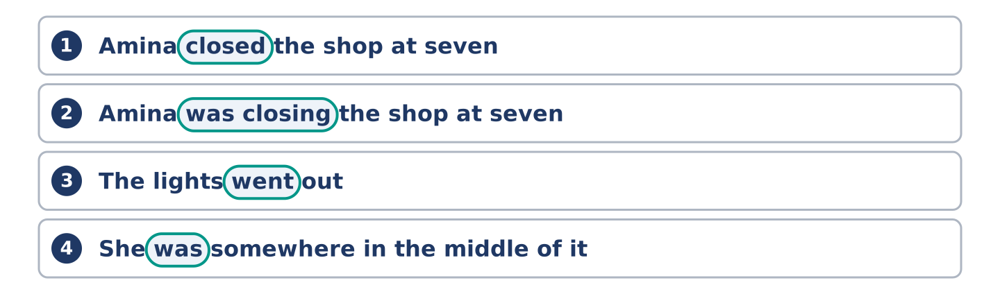 1 Amina closed the shop at seven
2 Amina was closing the shop at seven
3 The lights went out
4 She was somewhere in the middle of it